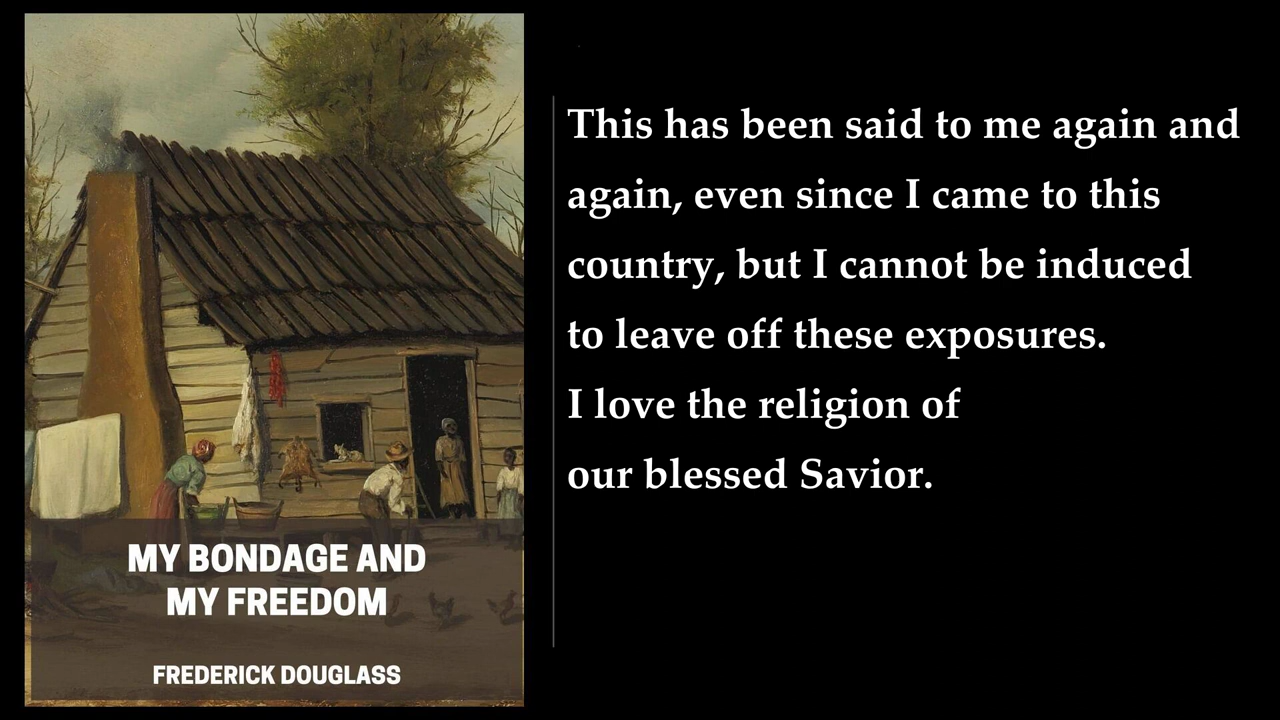 MY BONDAGE AND
MY FREEDOM
FREDERICK DOUGLASS
This has been said to me again and
again, even since I came to this
country, but I cannot be induced
to leave off these exposures.
I love the religion of
our blessed Savior.